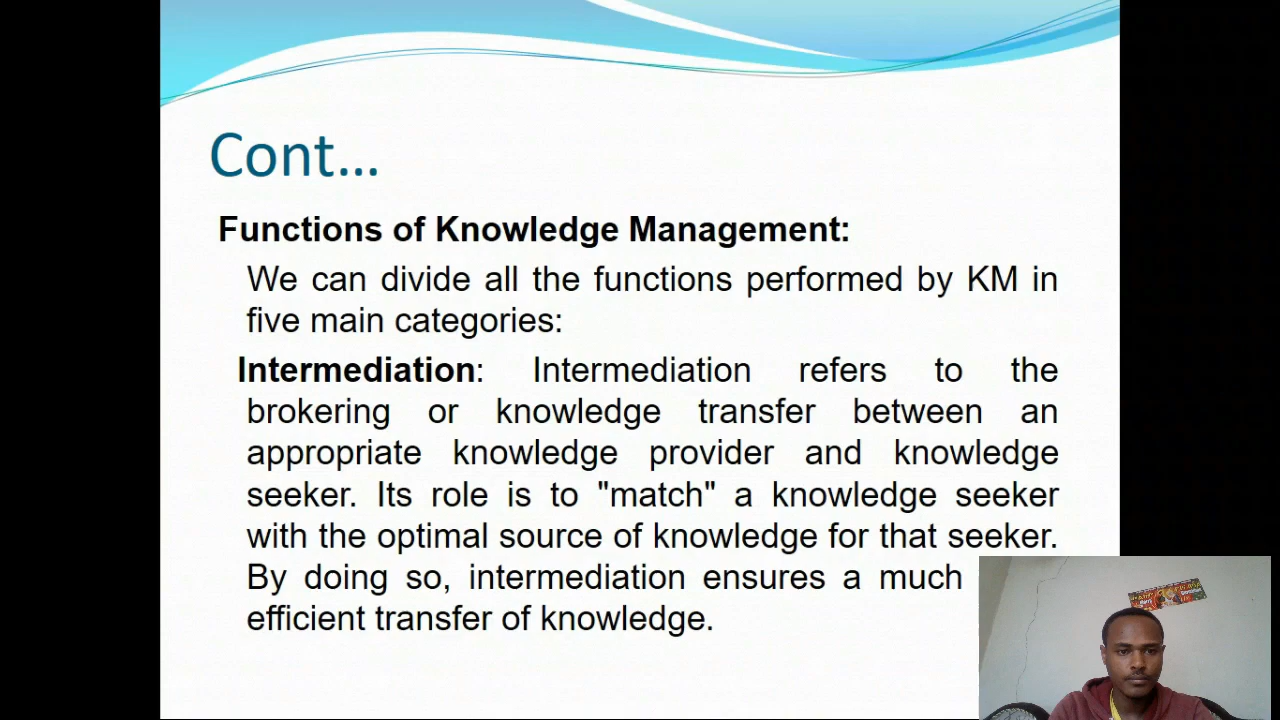 Cont...
Functions of Knowledge Management:
We can divide all the functions performed by KM in
five main categories:
Intermediation: Intermediation refers to the
brokering or knowledge transfer between an
appropriate knowledge provider and knowledge
seeker. Its role is to "match" a knowledge seeker
with the optimal source of knowledge for that seeker.
By doing so, intermediation ensures a much
efficient transfer of knowledge.